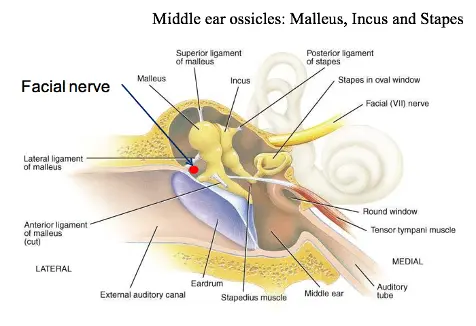 Middle ear ossicles: Malleus, Incus and Stapes
Superior ligament
of malleus
Posterior ligament
of stapes
Malleus
Incus
Stapes in oval window
Facial nerve
Facial (VII) nerve
Lateral ligament
of malleus
Round window
Anterior ligament
of malleus
(cut)
Tensor tympani muscle
LATERAL
MEDIAL
Eardrum
External auditory canal
Stapedius muscle
Middle ear
Auditory
tube